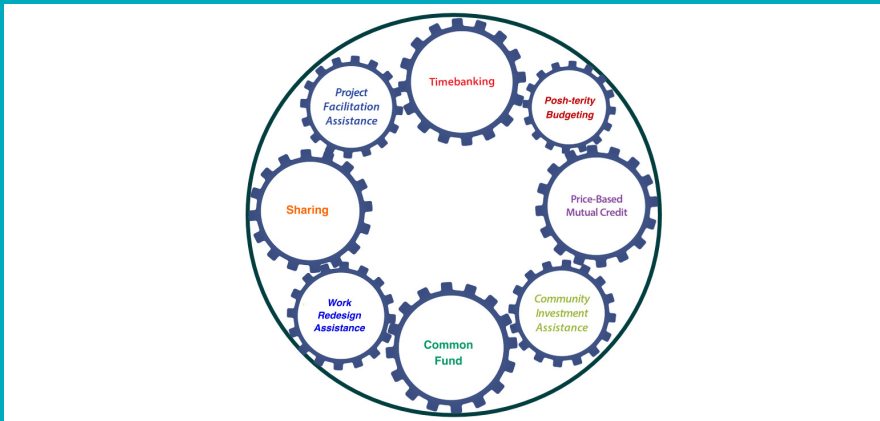 Timebanking
Posh-terity
Budgeting
Price-Based
Mutual Credit
Community
Investment
Assistance
Common
Fund
Work
Redesign
Assistance
Sharing
Project
Facilitation
Assistance